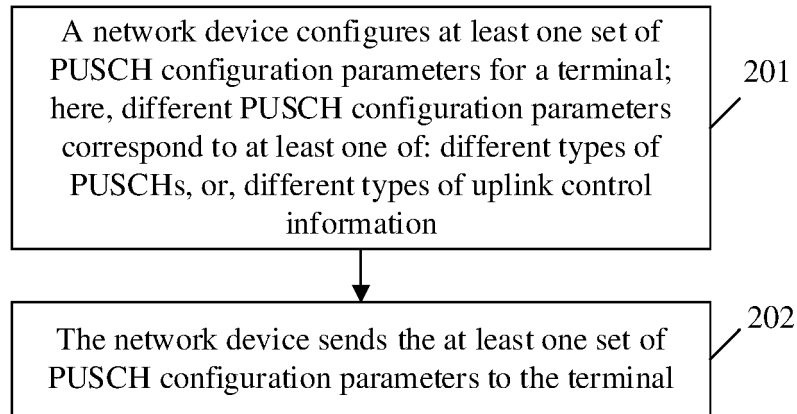 A network device configures at least one set of
PUSCH configuration parameters for a terminal;
here, different PUSCH configuration parameters
correspond to at least one of: different types of
PUSCHs, or, different types of uplink control
information
201
The network device sends the at least one set of
PUSCH configuration parameters to the terminal
202